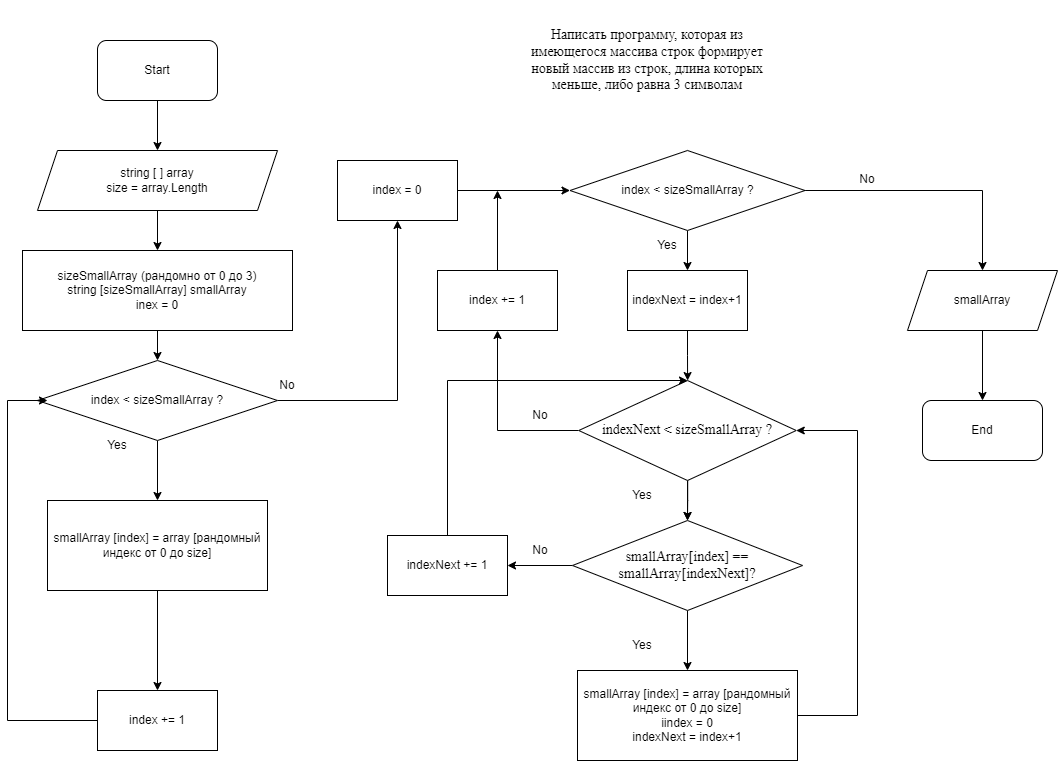 Написать программу, которая из
имеющегося массива строк формирует
новый массив из строк, длина которых
меньше, либо равна 3 символам
Start
string [ ] array
size = array.Length
sizeSmallArray (рандомно от 0 до 3)
string [sizeSmallArray] smallArray
inex = 0
index < sizeSmallArray ?
No
Yes
smallArray [index] = array [рандомный
индекс от 0 до size]
index += 1
index = 0
index < sizeSmallArray ?
No
Yes
index += 1
indexNext = index+1
smallArray
End
No
indexNext < sizeSmallArray ?
Yes
indexNext += 1
No
smallArray[index] ==
smallArray[indexNext]?
Yes
smallArray [index] = array [рандомный
индекс от 0 до size]
iindex = 0
indexNext = index+1